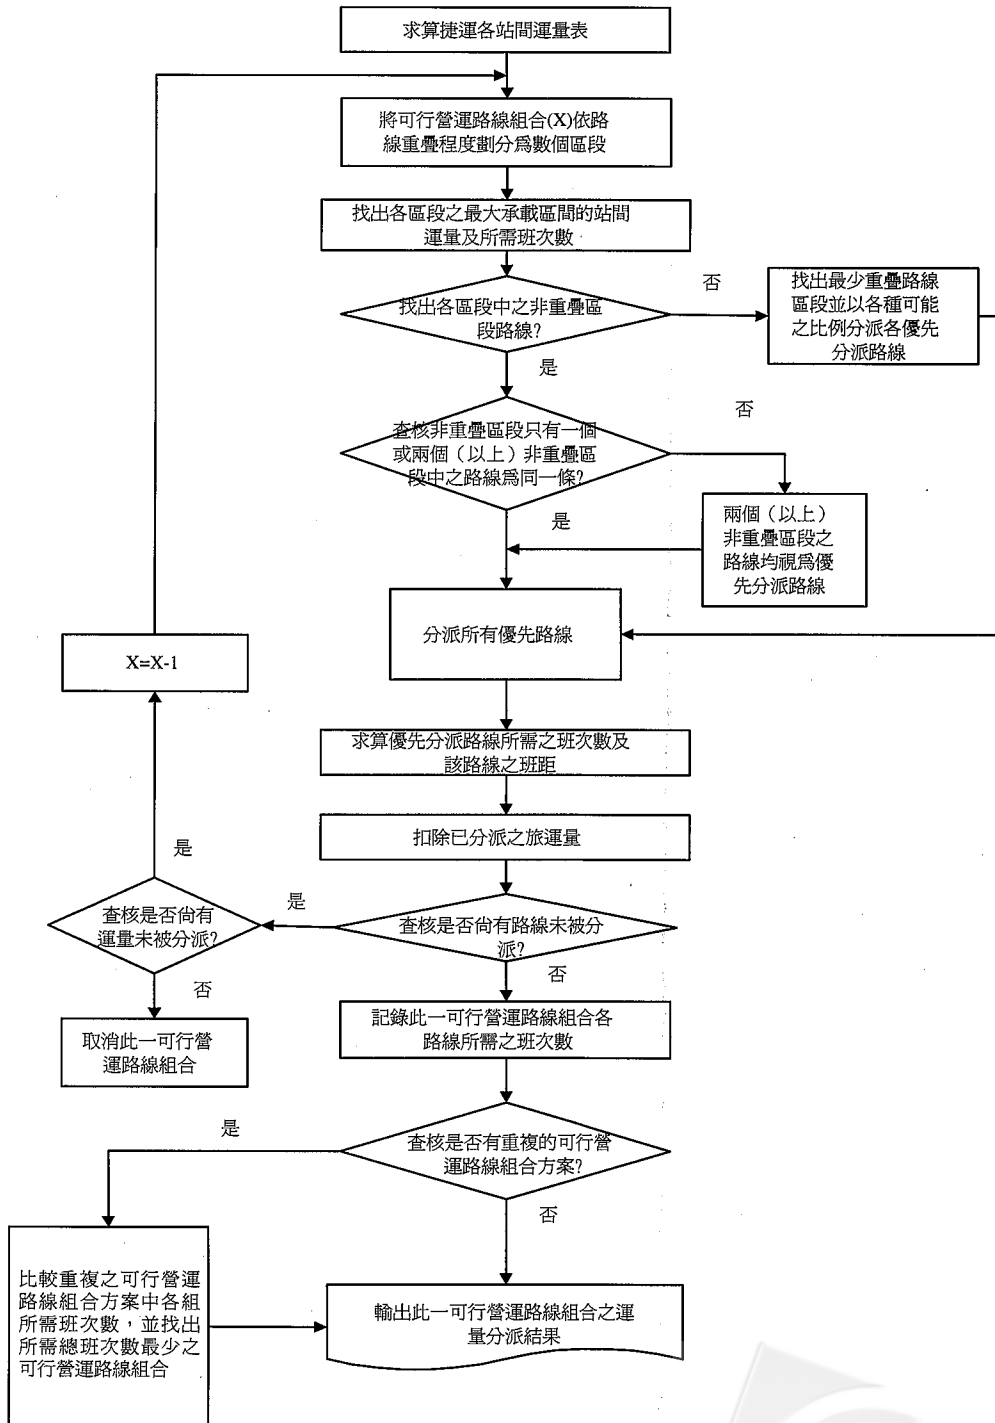 求算捷運各站間運量表
將可行營運路線組合(X)依路
線重疊程度劃分為數個區段
找出各區段之最大承載區間的站間
運量及所需班次數
找出各區段中之非重疊區
段路線?
否
找出最少重疊路線
區段並以各種可能
之比例分派各優先
分派路線
是
查核非重疊區段只有一個
或兩個（以上）非重疊區
段中之路線為同一條?
否
兩個（以上）
非重疊區段之
路線均視為優
先分派路線
是
分派所有優先路線
X=X-1
求算優先分派路線所需之班次數及
該路線之班距
扣除已分派之旅運量
查核是否尚有路線未被分
派?
是
查核是否尚有
運量未被分派?
是
否
取消此一可行營
運路線組合
否
記錄此一可行營運路線組合各
路線所需之班次數
查核是否有重複的可行營
運路線組合方案?
是
否
比較重複之可行營運
路線組合方案中各組
所需班次數，並找出
所需總班次數最少之
可行營運路線組合
輸出此一可行營運路線組合之運
量分派結果